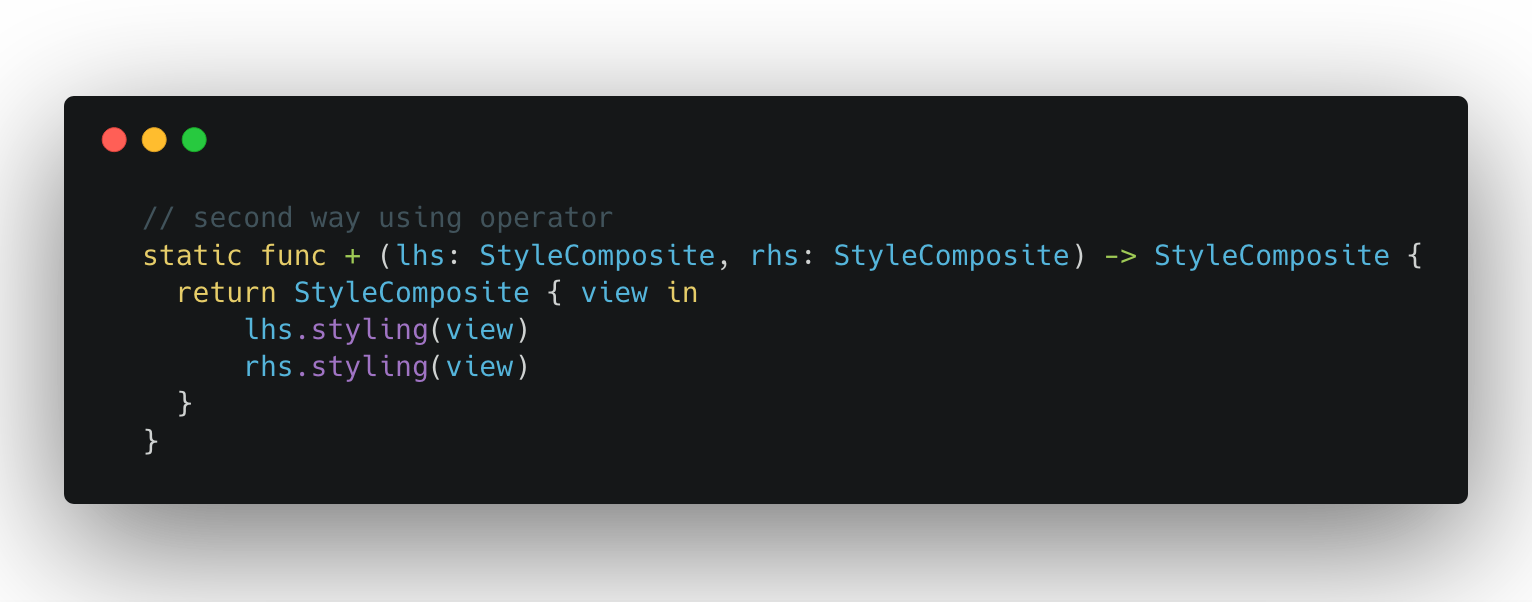 // second way using operator
static func + (lhs: StyleComposite, rhs: StyleComposite) -> StyleComposite {
  return StyleComposite { view in
      lhs.styling(view)
      rhs.styling(view)
  }
}